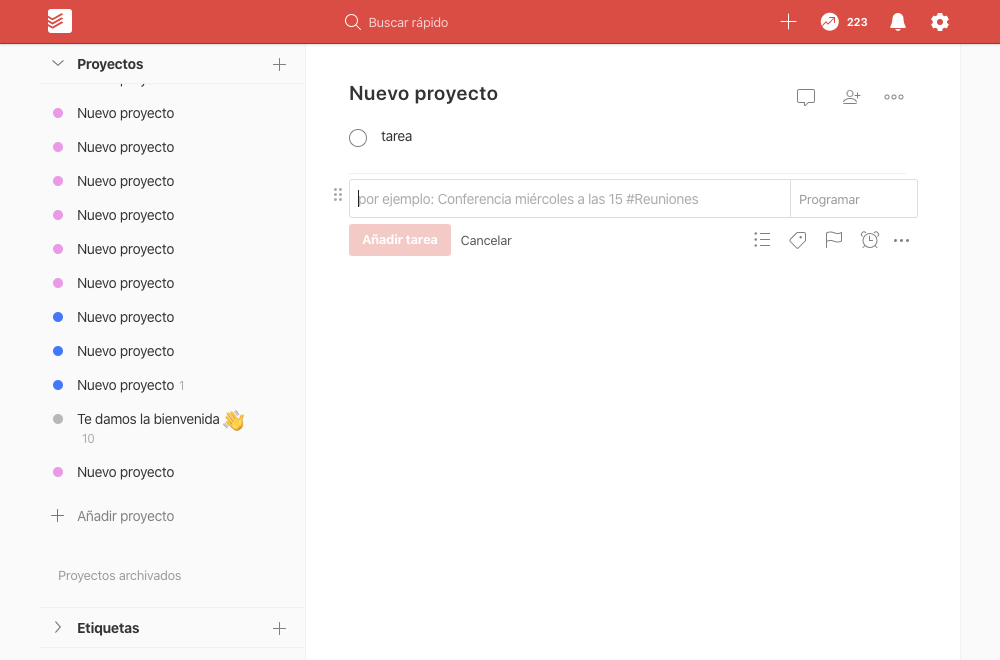 Buscar rápido
223
Proyectos
Nuevo proyecto
Nuevo proyecto
Nuevo proyecto
Nuevo proyecto
Nuevo proyecto
Nuevo proyecto
Nuevo proyecto
Nuevo proyecto
Nuevo proyecto 1
Te damos la bienvenida 👋
10
Nuevo proyecto
Añadir proyecto
Proyectos archivados
Etiquetas
Nuevo proyecto
tarea
por ejemplo: Conferencia miércoles a las 15 #Reuniones
Programar
Añadir tarea
Cancelar